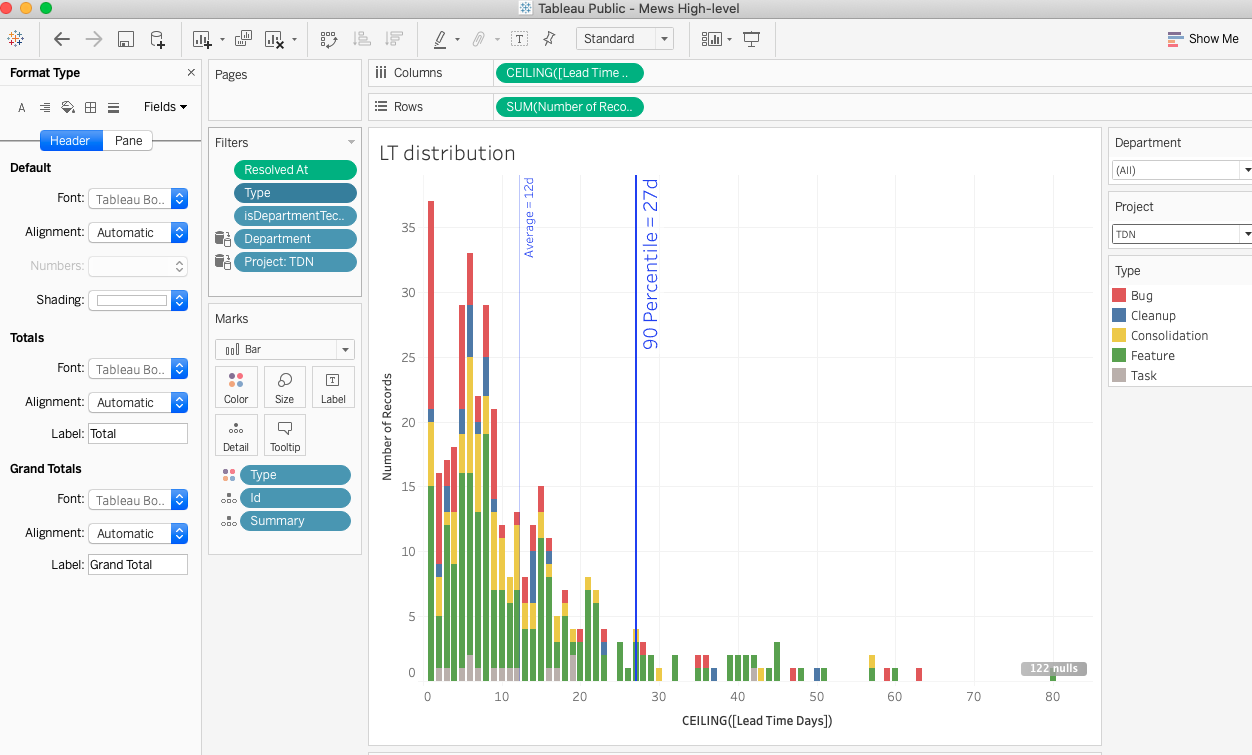 Tableau Public - Mews High-level
Standard
Show Me
Format Type
Fields
Header
Pane
Default
Font:
Tableau Bo..
Alignment:
Automatic
Numbers:
Shading:
Totals
Font:
Tableau Bo..
Alignment:
Automatic
Label:
Total
Grand Totals
Font:
Tableau Bo..
Alignment:
Automatic
Label:
Grand Total
Pages
Filters
Resolved At
Type
isDepartmentTec..
Department
Project: TDN
Marks
Bar
Color
Size
Label
Detail
Tooltip
Type
Id
Summary
Columns
CEILING([Lead Time ..
Rows
SUM(Number of Reco..
LT distribution
Average = 12d
90 Percentile = 27d
Number of Records
35
30
25
20
15
10
5
0
122 nulls
0
10
20
30
40
50
60
70
80
CEILING([Lead Time Days])
Department
(All)
Project
TDN
Type
Bug
Cleanup
Consolidation
Feature
Task